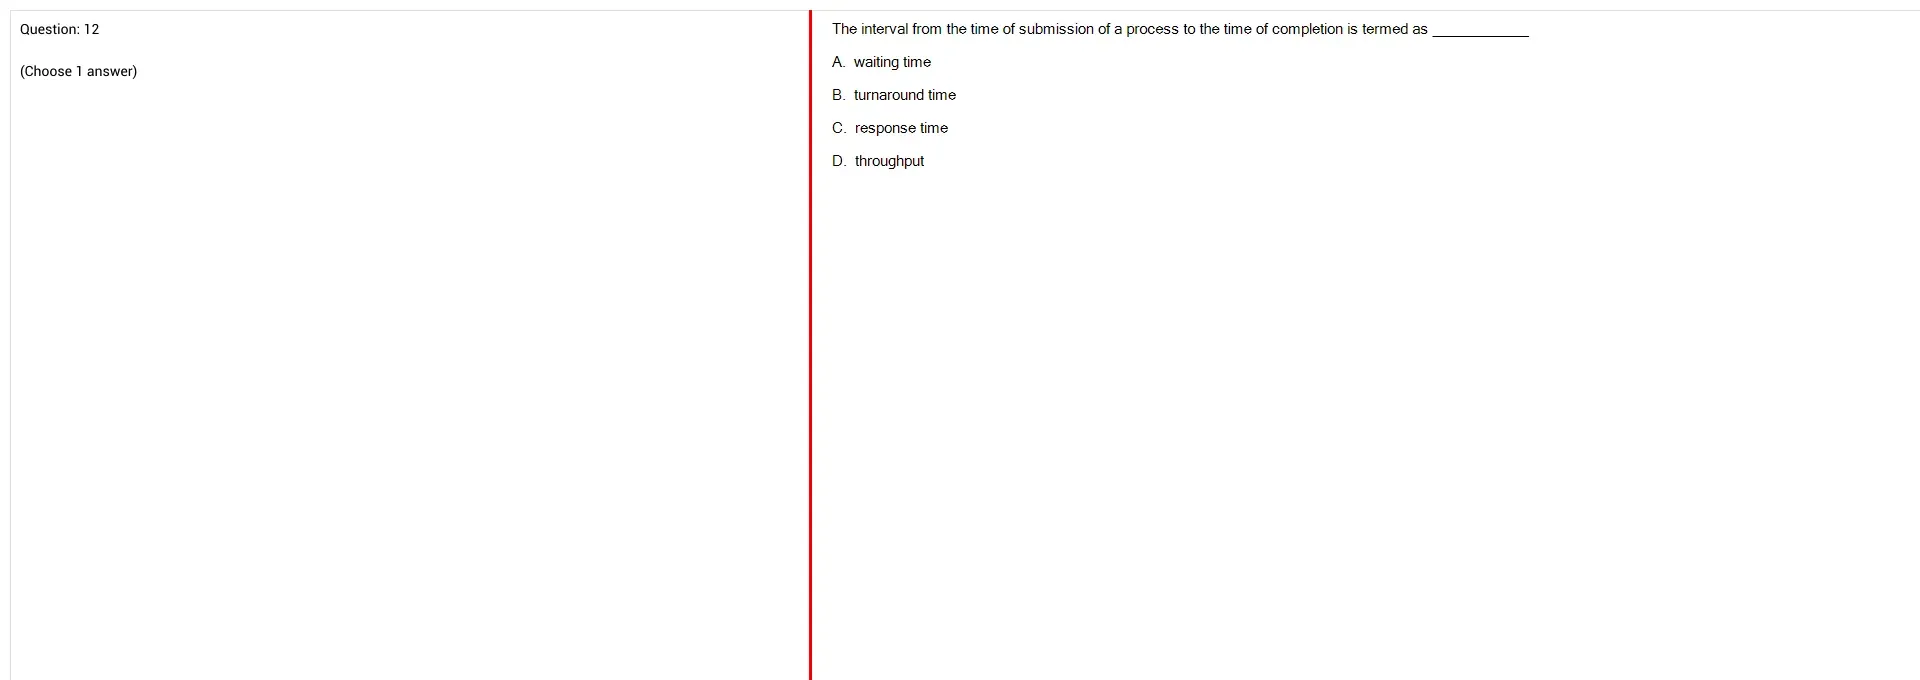 Question: 12
(Choose 1 answer)
The interval from the time of submission of a process to the time of completion is termed as ____________
A. waiting time
B. turnaround time
C. response time
D. throughput